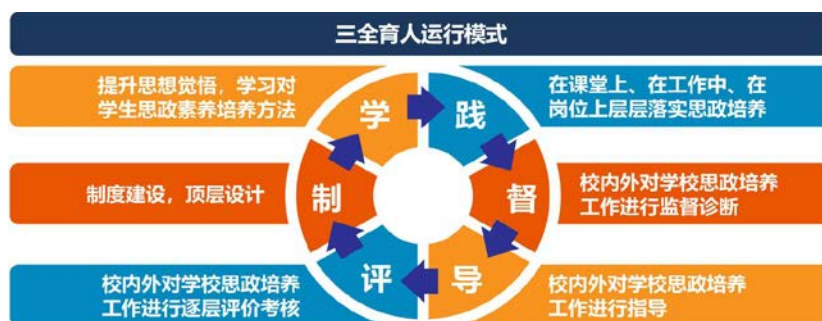 三全育人运行模式
提升思想觉悟，学习对
学生思政素养培养方法
学
践
在课堂上、在工作中、在
岗位上层层落实思政培养
制度建设，顶层设计
制
督
校内外对学校思政培养
工作进行监督诊断
校内外对学校思政培养
工作进行逐层评价考核
评
导
校内外对学校思政培养
工作进行指导